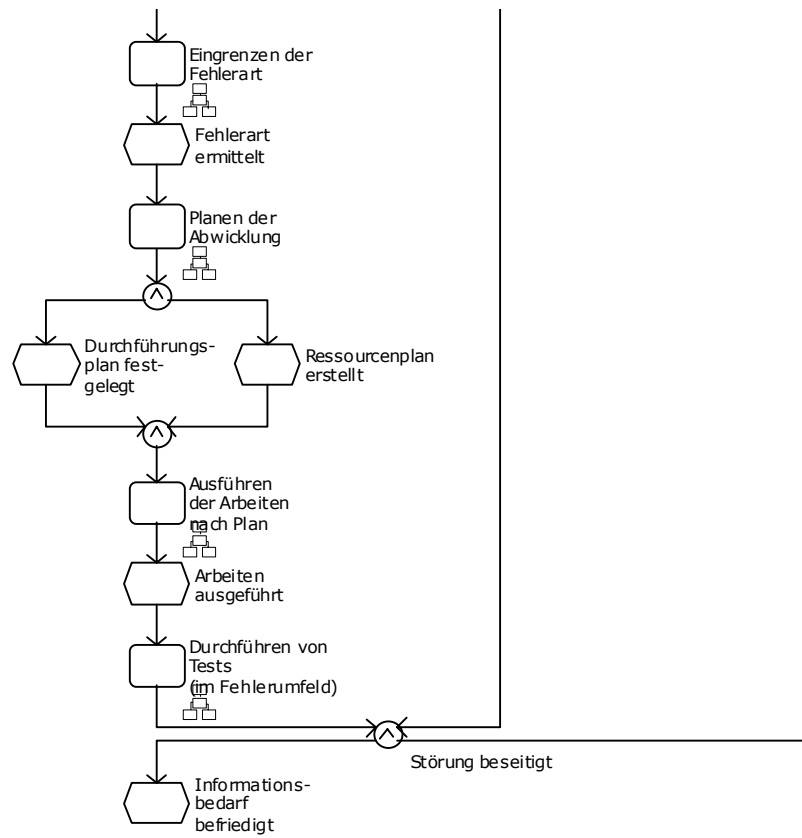 Eingrenzen der
Fehlerart
Fehlerart
ermittelt
Planen der
Abwicklung
Durchführungs-
plan fest-
gelegt
Ressourcenplan
erstellt
Ausführen
der Arbeiten
nach Plan
Arbeiten
ausgeführt
Durchführen von
Tests
(im Fehlerumfeld)
Störung beseitigt
Informations-
bedarf
befriedigt